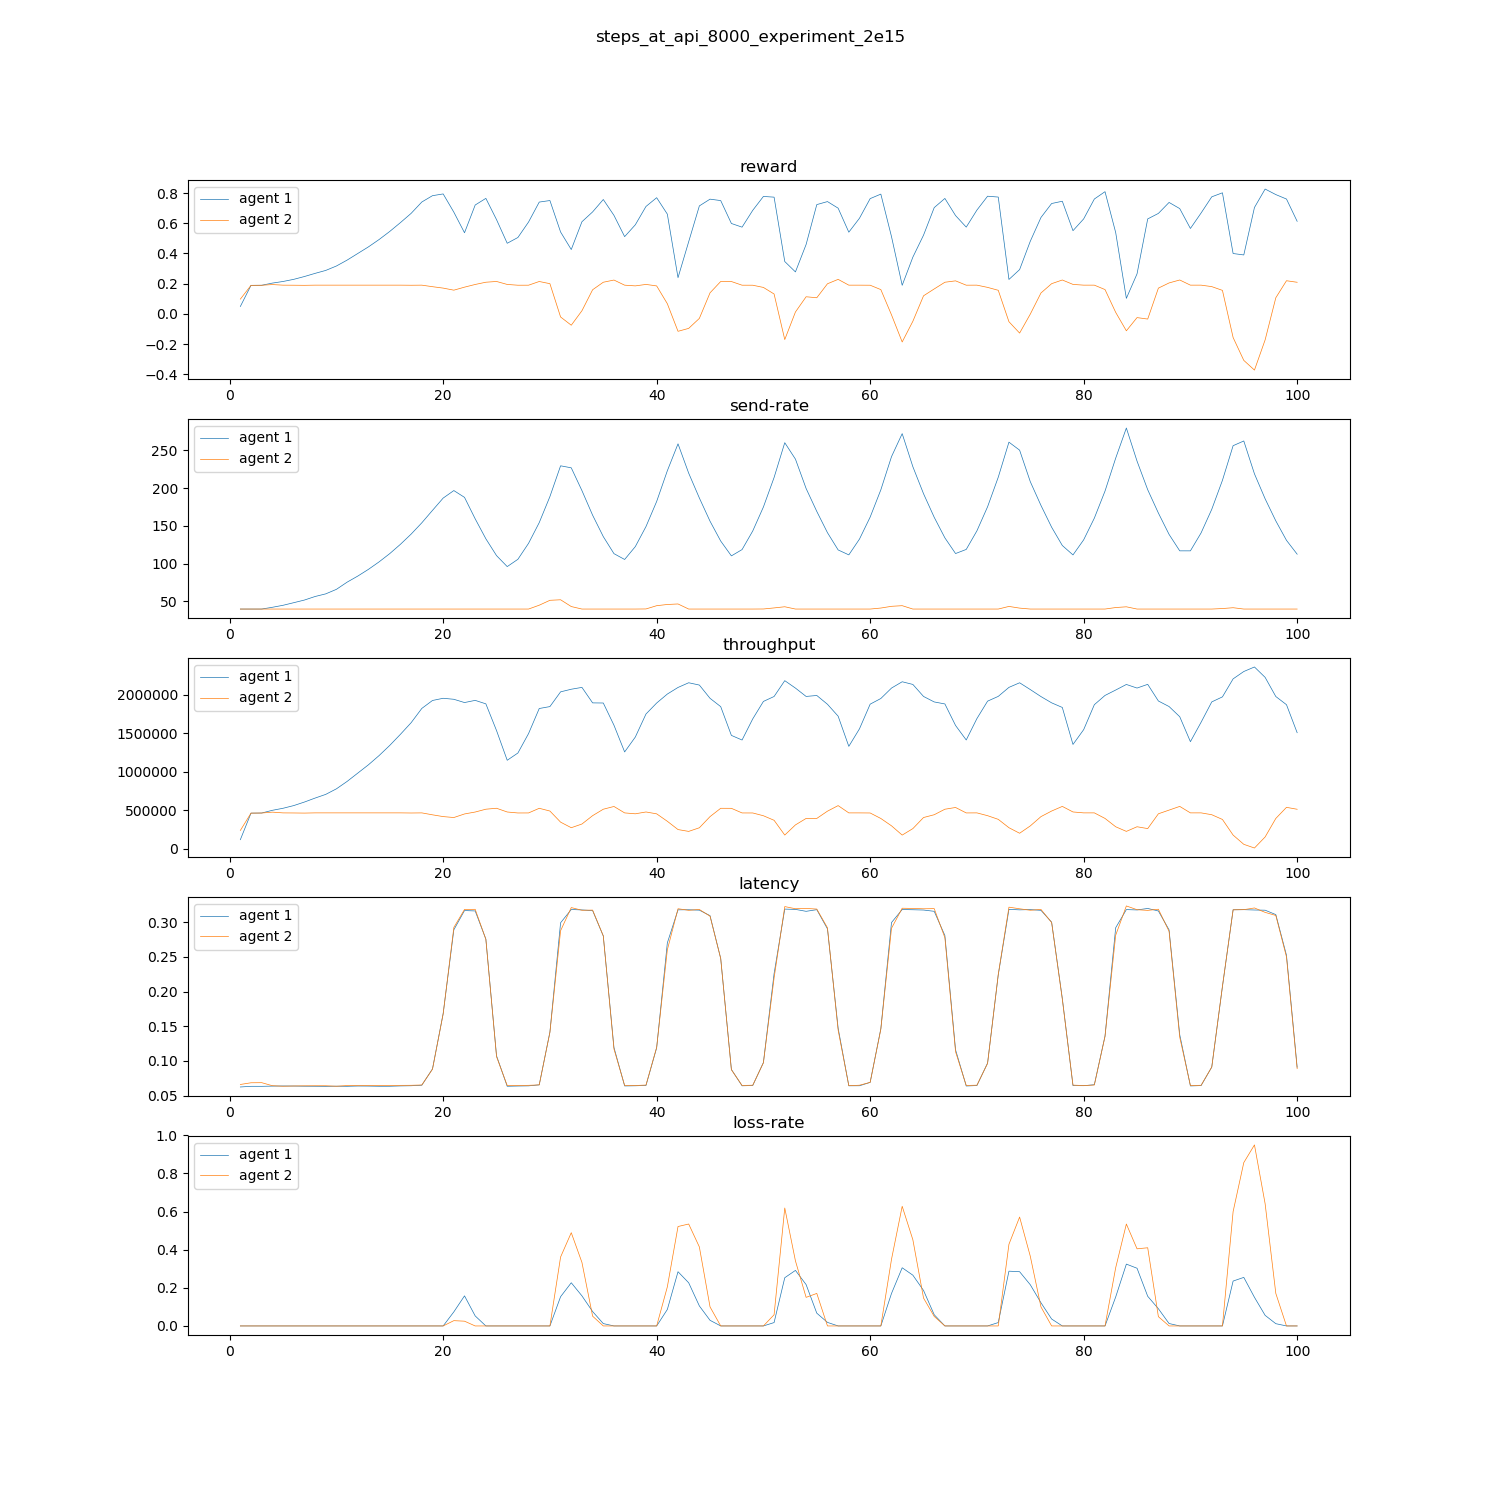 steps_at_api_8000_experiment_2e15
reward
0.8
0.6
0.4
0.2
0.0
−0.2
−0.4
agent 1
agent 2
0 20 40 60 80 100
send-rate
250
200
150
100
50
agent 1
agent 2
0 20 40 60 80 100
throughput
2000000
1500000
1000000
500000
0
agent 1
agent 2
0 20 40 60 80 100
latency
0.30
0.25
0.20
0.15
0.10
0.05
agent 1
agent 2
0 20 40 60 80 100
loss-rate
1.0
0.8
0.6
0.4
0.2
0.0
agent 1
agent 2
0 20 40 60 80 100